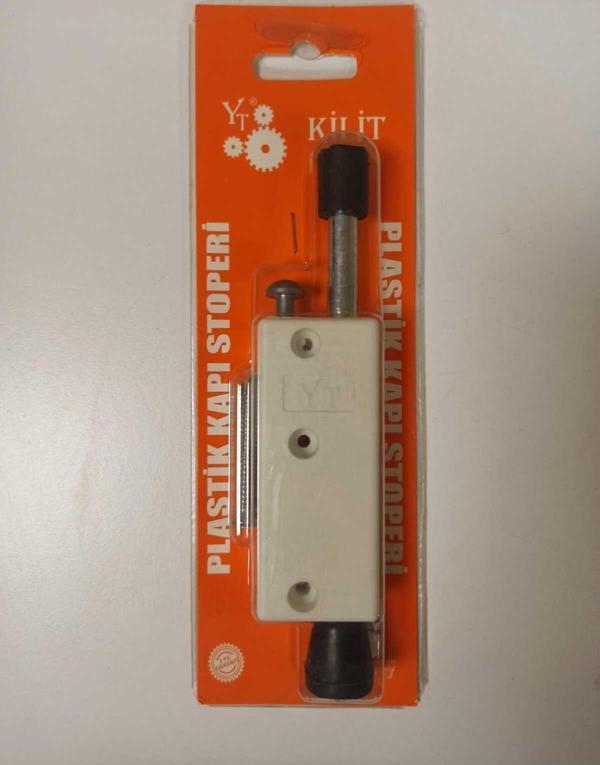 YT®
KİLİT
PLASTİK KAPI STOPERİ
PLASTİK KAPI STOPERİ
YT